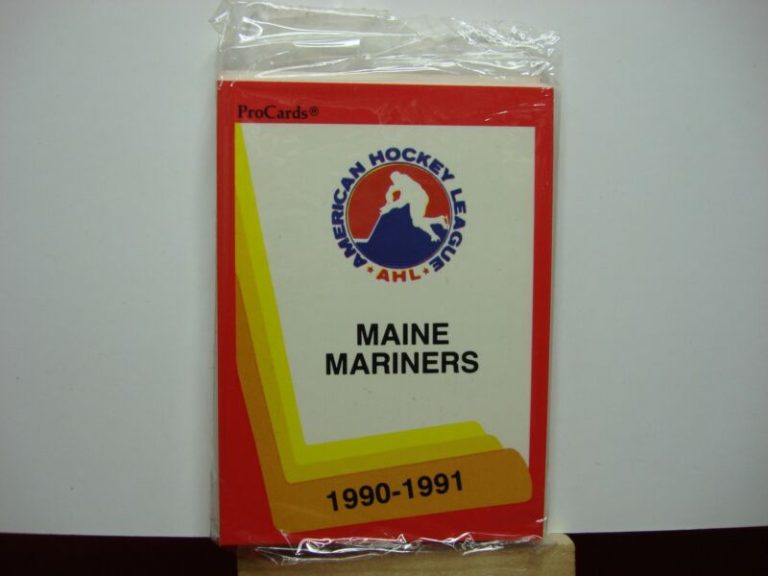 ProCards®
AMERICAN HOCKEY LEAGUE
★ AHL ★
MAINE
MARINERS
1990-1991